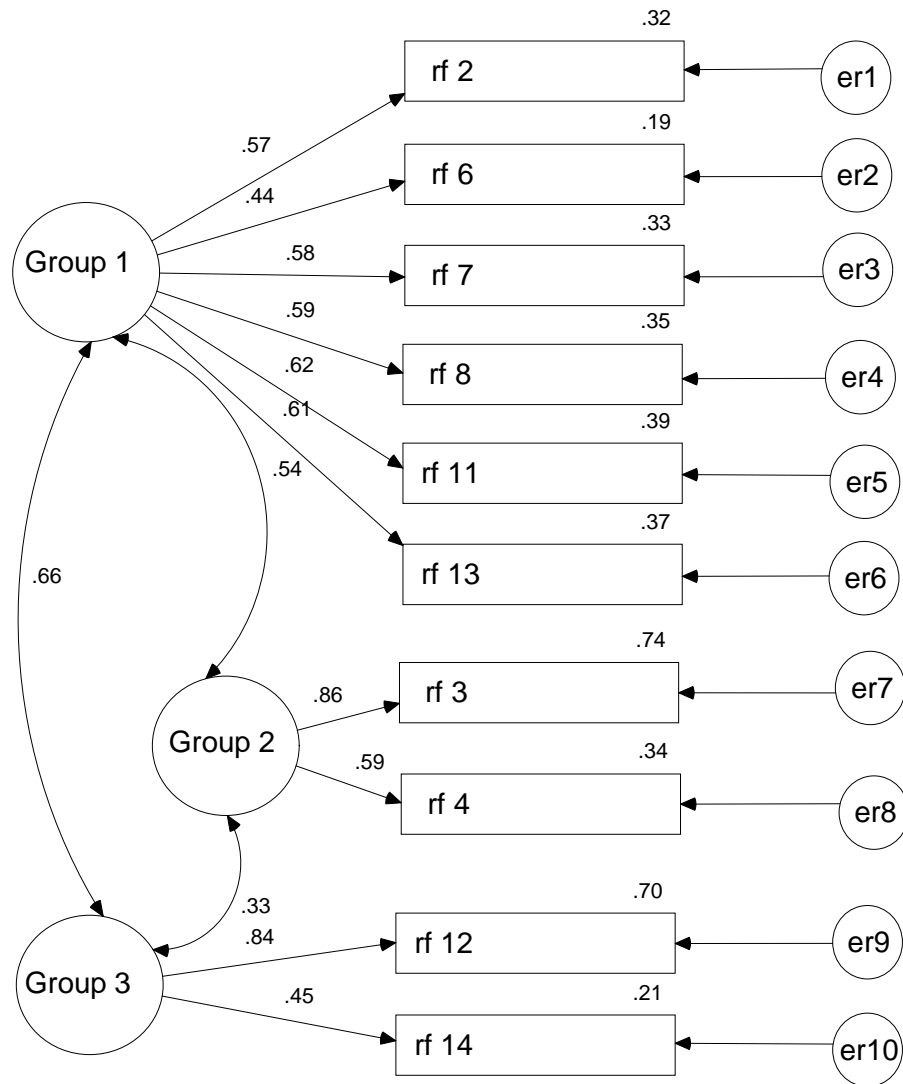 .32
rf 2
er1
.57
.19
rf 6
er2
.44
Group 1
.33
.58
rf 7
er3
.59
.35
rf 8
er4
.62
.61
.39
rf 11
er5
.54
.37
rf 13
er6
.66
.74
.86
rf 3
er7
Group 2
.34
.59
rf 4
er8
.33
.70
.84
rf 12
er9
Group 3
.45
.21
rf 14
er10